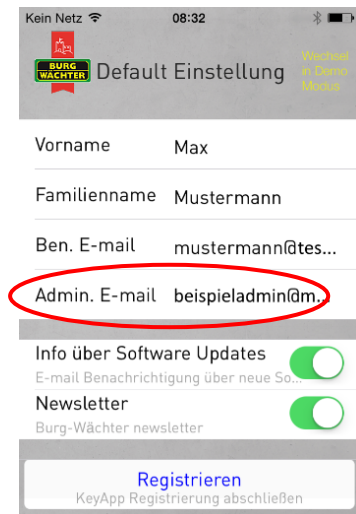 Kein Netz 08:32
BURG
WÄCHTER
Default Einstellung
Wechsel
in Demo
Modus
Vorname Max
Familienname Mustermann
Ben. E-mail mustermann@tes...
Admin. E-mail beispieladmin@m...
Info über Software Updates
E-mail Benachrichtigung über neue So...
Newsletter
Burg-Wächter newsletter
Registrieren
KeyApp Registrierung abschließen